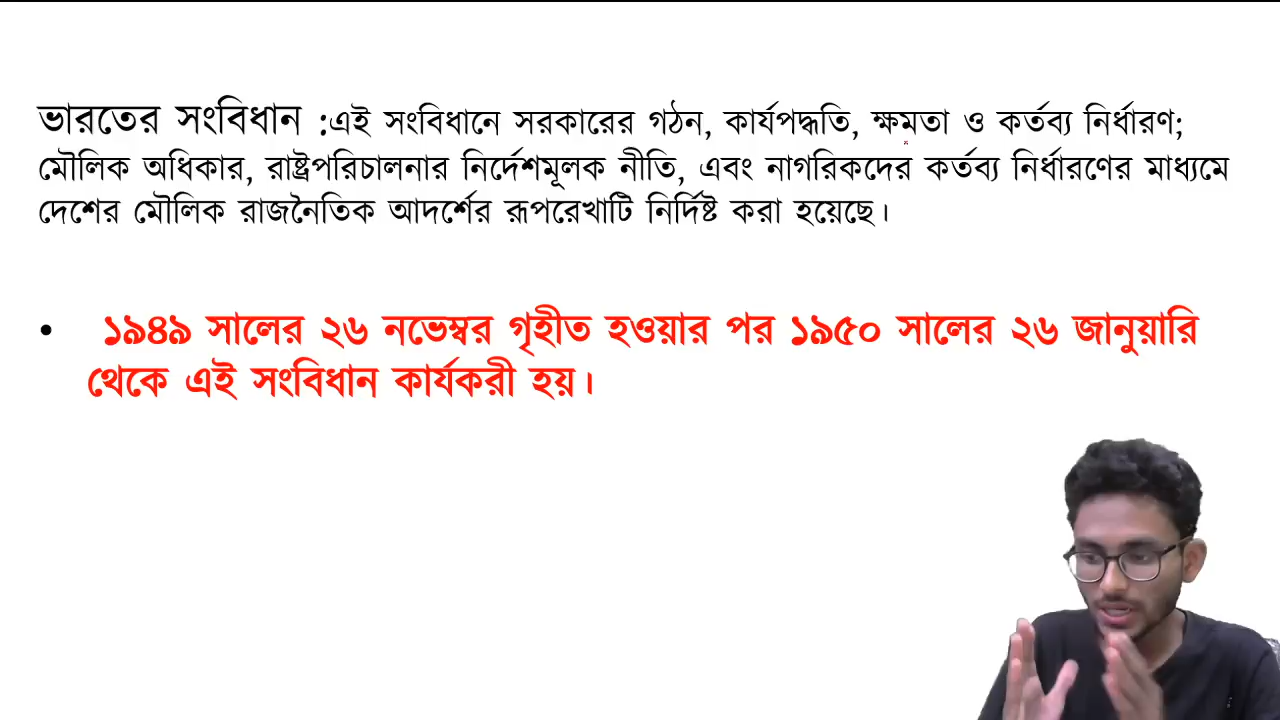 ভারতের সংবিধান :এই সংবিধানে সরকারের গঠন, কার্যপদ্ধতি, ক্ষমতা ও কর্তব্য নির্ধারণ;
মৌলিক অধিকার, রাষ্ট্রপরিচালনার নির্দেশমূলক নীতি, এবং নাগরিকদের কর্তব্য নির্ধারণের মাধ্যমে
দেশের মৌলিক রাজনৈতিক আদর্শের রূপরেখাটি নির্দিষ্ট করা হয়েছে।
• ১৯৪৯ সালের ২৬ নভেম্বর গৃহীত হওয়ার পর ১৯৫০ সালের ২৬ জানুয়ারি
থেকে এই সংবিধান কার্যকরী হয়।